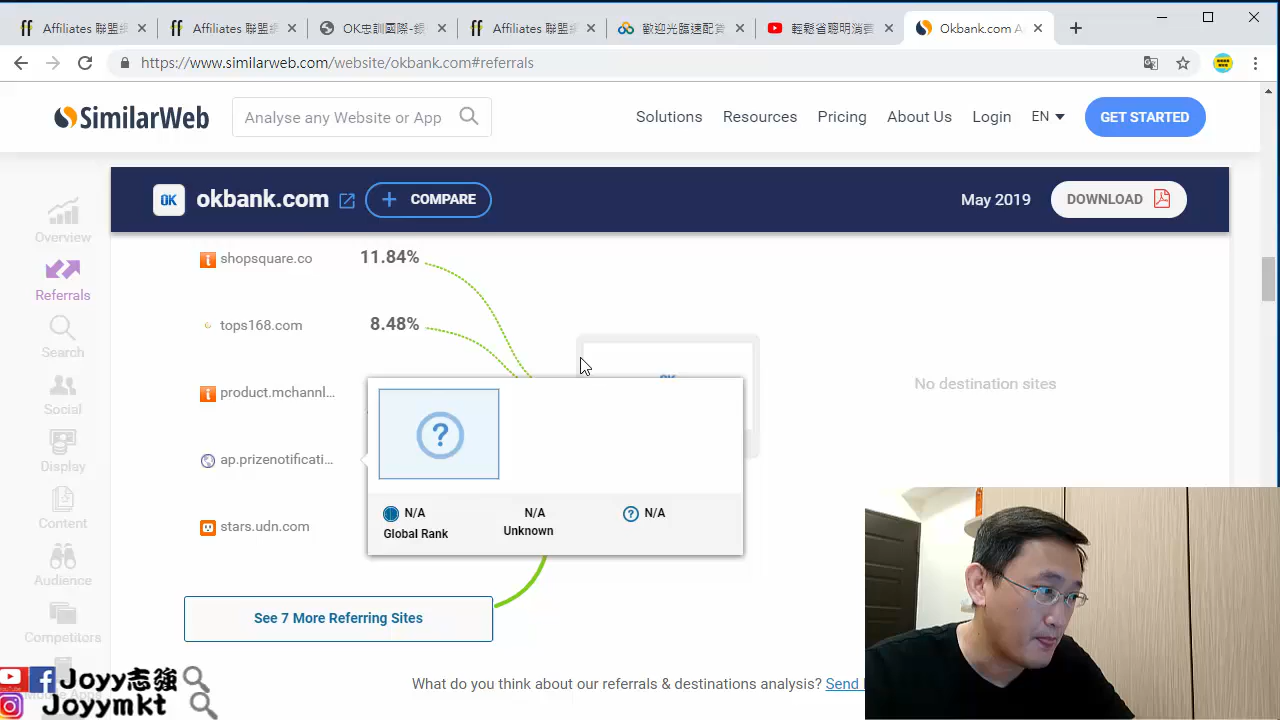 Affiliates 聯盟
Affiliates 聯盟
OK忠訓國際-
Affiliates 聯盟
歡迎光臨速配貸
輕鬆省聰明消費
Okbank.com A
https://www.similarweb.com/website/okbank.com#referrals
SimilarWeb
Analyse any Website or App
Solutions
Resources
Pricing
About Us
Login
EN
GET STARTED
OK
okbank.com
+ COMPARE
May 2019
DOWNLOAD
Overview
Referrals
Search
Social
Display
Content
Audience
Competitors
shopsquare.co 11.84%
tops168.com 8.48%
product.mchannl...
ap.prizenotificati...
stars.udn.com
?
N/A
Global Rank
N/A
Unknown
? N/A
No destination sites
See 7 More Referring Sites
What do you think about our referrals & destinations analysis? Send
Joyy志強
Joyymkt